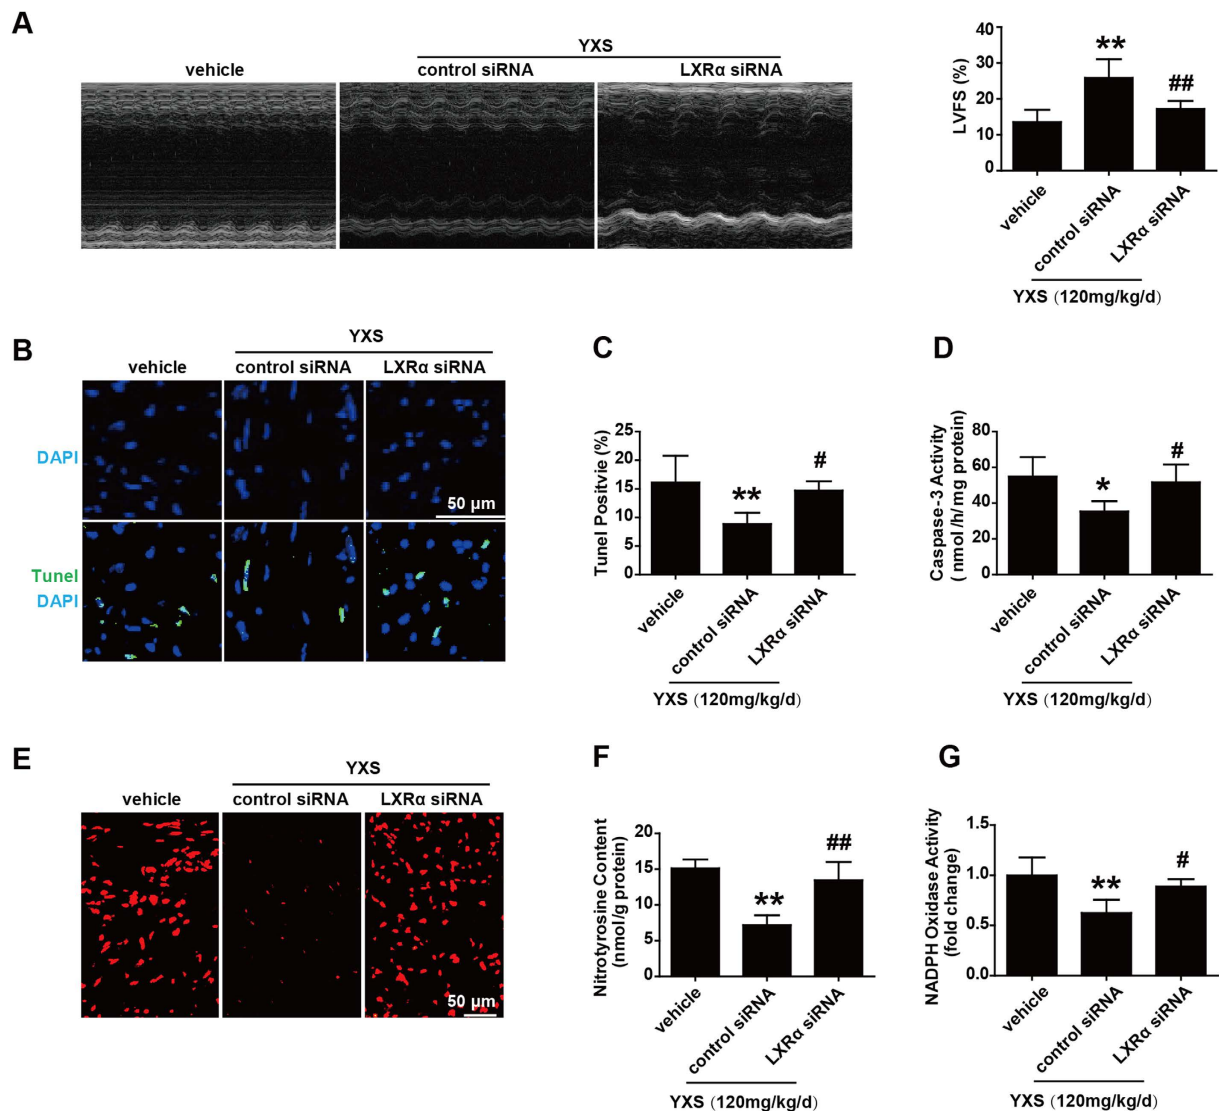 A
YXS
vehicle
control siRNA
LXRα siRNA
LVFS (%)
40
30
20
10
0
**
##
vehicle
control siRNA
LXRα siRNA
YXS (120mg/kg/d)
B
YXS
vehicle
control siRNA
LXRα siRNA
DAPI
50 μm
Tunel
DAPI
C
Tunel Positvie (%)
25
20
15
10
5
0
**
#
vehicle
control siRNA
LXRα siRNA
YXS (120mg/kg/d)
D
Caspase-3 Activity
( nmol /h/ mg protein)
80
60
40
20
0
*
#
vehicle
control siRNA
LXRα siRNA
YXS (120mg/kg/d)
E
YXS
vehicle
control siRNA
LXRα siRNA
50 μm
F
Nitrotyrosine Content
(nmol/g protein)
20
15
10
5
0
**
##
vehicle
control siRNA
LXRα siRNA
YXS (120mg/kg/d)
G
NADPH Oxidase Activity
(fold change)
1.5
1.0
0.5
0.0
**
#
vehicle
control siRNA
LXRα siRNA
YXS (120mg/kg/d)